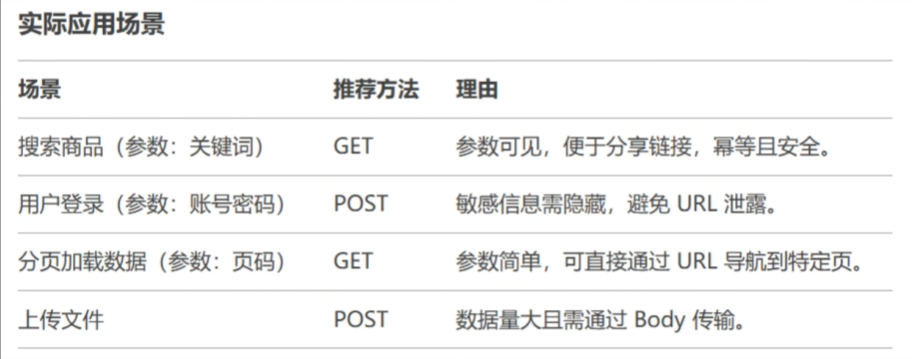 实际应用场景
场景 推荐方法 理由
搜索商品（参数：关键词） GET 参数可见，便于分享链接，幂等且安全。
用户登录（参数：账号密码） POST 敏感信息需隐藏，避免 URL 泄露。
分页加载数据（参数：页码） GET 参数简单，可直接通过 URL 导航到特定页。
上传文件 POST 数据量大且需通过 Body 传输。